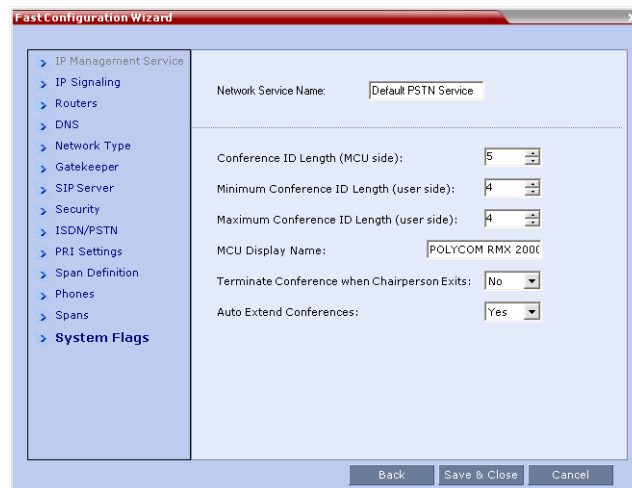 Fast Configuration Wizard
IP Management Service
IP Signaling
Routers
DNS
Network Type
Gatekeeper
SIP Server
Security
ISDN/PSTN
PRI Settings
Span Definition
Phones
Spans
System Flags
Network Service Name: Default PSTN Service
Conference ID Length (MCU side): 5
Minimum Conference ID Length (user side): 4
Maximum Conference ID Length (user side): 4
MCU Display Name: POLYCOM RMX 200
Terminate Conference when Chairperson Exits: No
Auto Extend Conferences: Yes
Back Save & Close Cancel